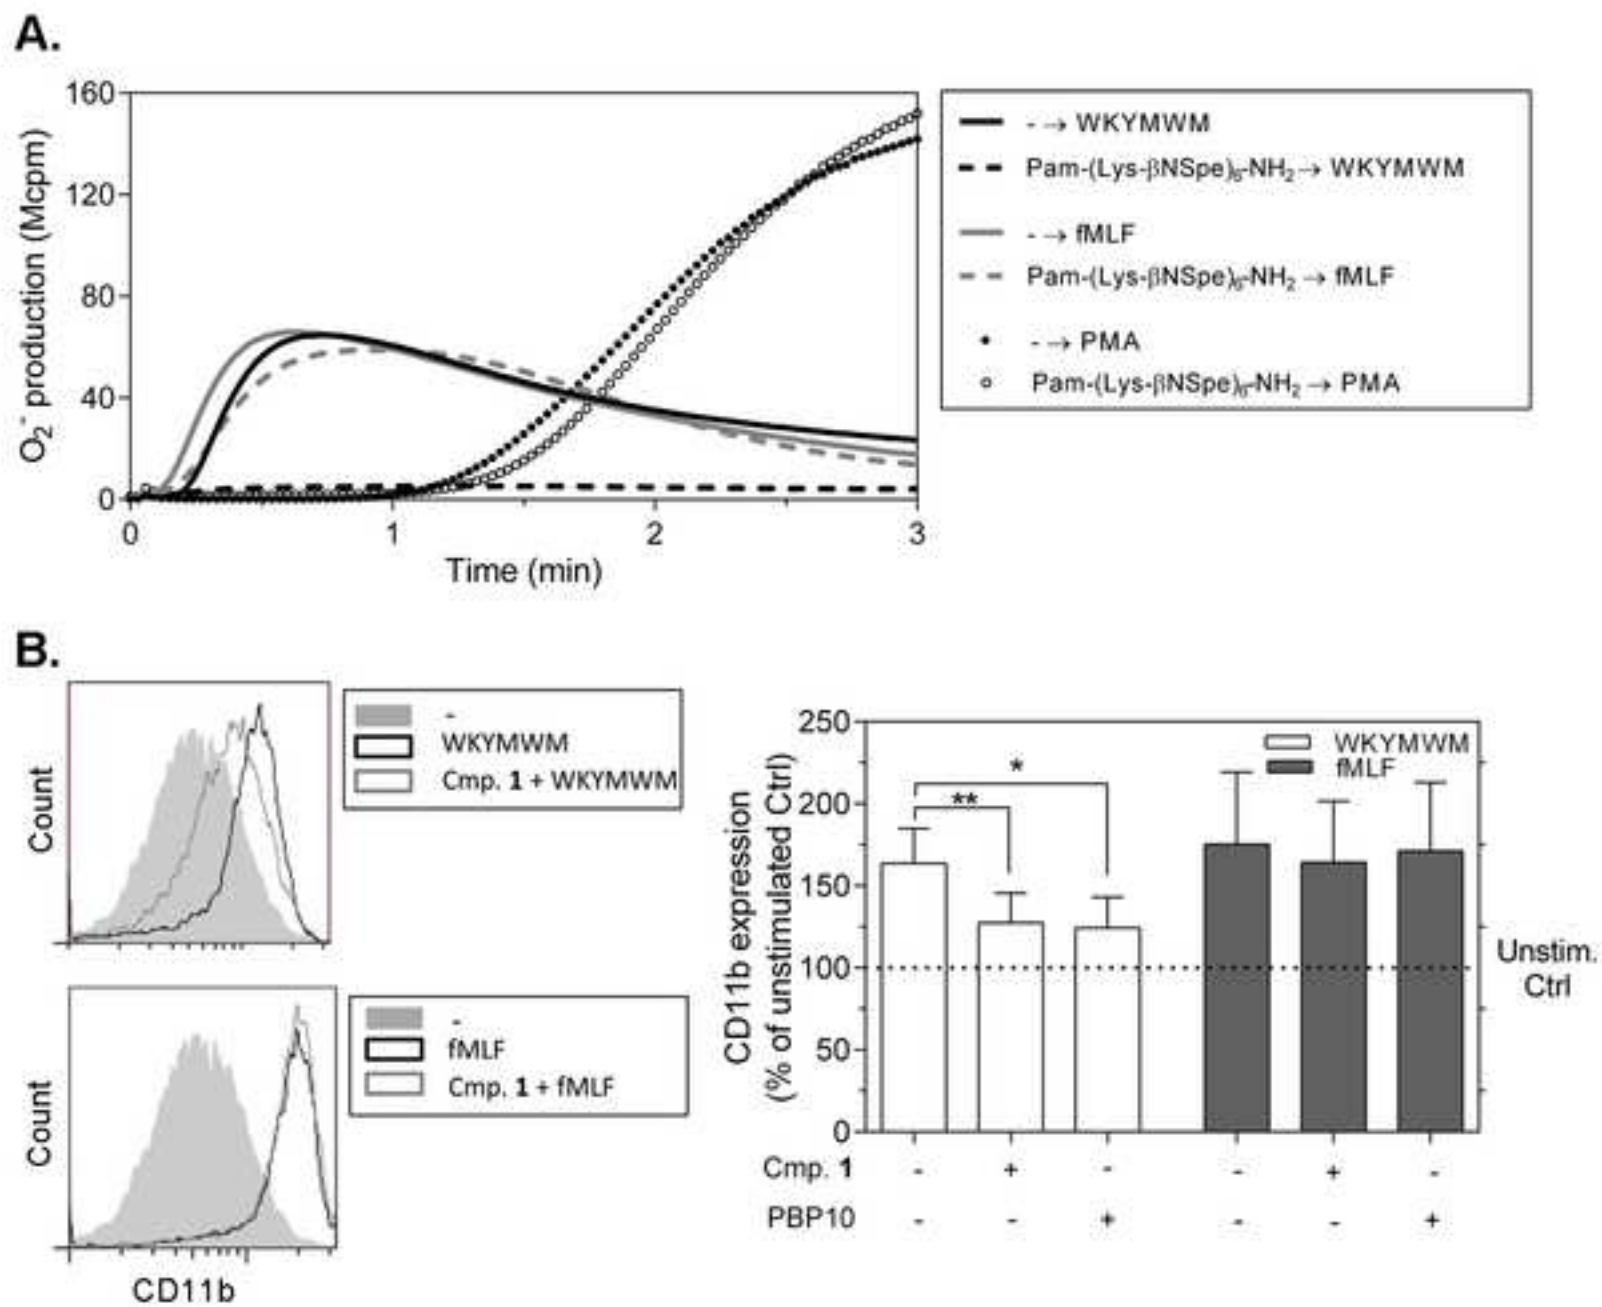 A.
160
120
80
40
0
O₂⁻ production (Mcpm)
0 1 2 3
Time (min)
- → WKYMWM
Pam-(Lys-βNSpe)₆-NH₂ → WKYMWM
- → fMLF
Pam-(Lys-βNSpe)₆-NH₂ → fMLF
- → PMA
Pam-(Lys-βNSpe)₆-NH₂ → PMA
B.
Count
-
WKYMWM
Cmp. 1 + WKYMWM
Count
-
fMLF
Cmp. 1 + fMLF
CD11b
CD11b expression
(% of unstimulated Ctrl)
250
200
150
100
50
0
WKYMWM
fMLF
*
**
Unstim.
Ctrl
Cmp. 1 - + - - + -
PBP10 - - + - - +